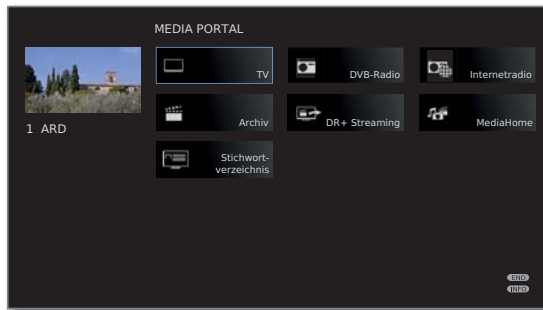 MEDIA PORTAL
TV
DVB-Radio
Internetradio
1 ARD
Archiv
DR+ Streaming
MediaHome
Stichwort-
verzeichnis
END
INFO